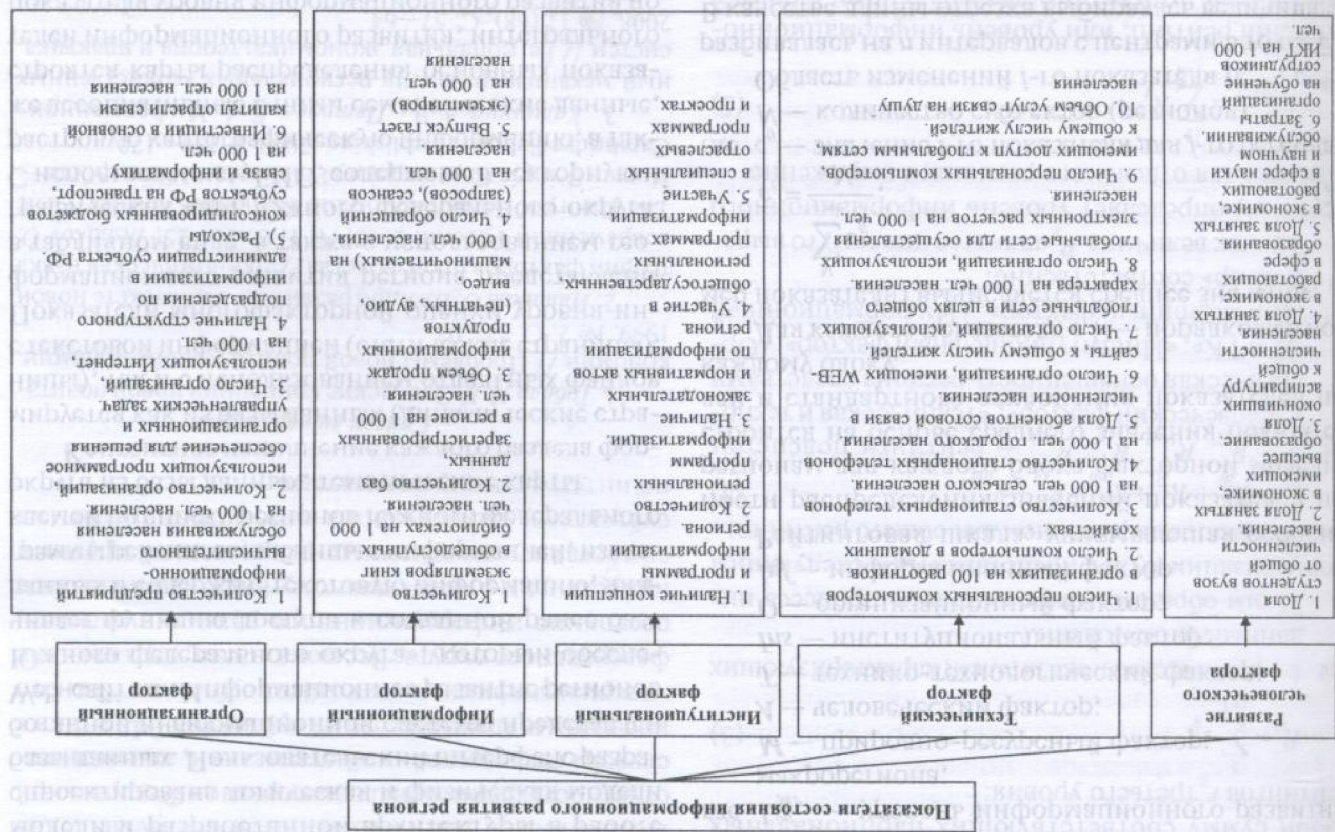 Показатели состояния информационного развития региона
Развитие
человеческого
фактора
Технический
фактор
Институциональный
фактор
Информационный
фактор
Организационный
фактор
1. Доля
студентов вузов
от общей
численности
населения.
2. Доля занятых
в экономике,
имеющих
высшее
образование.
3. Доля
окончивших
аспирантуру
к общей
численности
населения.
4. Доля занятых
в экономике,
работающих
в сфере
образования.
5. Доля занятых
в экономике,
работающих
в сфере науки
и научном
обслуживании.
6. Затраты
организаций
на обучение
сотрудников
ИКТ на 1 000
чел.
1. Число персональных компьютеров
в организациях на 100 работников.
2. Число компьютеров в домашних
хозяйствах.
3. Количество стационарных телефонов
на 1 000 чел. сельского населения.
4. Количество стационарных телефонов
на 1 000 чел. городского населения
5. Доля абонентов сотовой связи в
численности населения
6. Число организаций, имеющих веб-
сайты, к общему числу жителей.
7. Число организаций, использующих
глобальные сети в целях общего
характера на 1 000 чел. населения.
8. Число организаций, использующих
глобальные сети для осуществления
электронных расчетов на 1 000 чел.
населения.
9. Число персональных компьютеров,
имеющих доступ к глобальным сетям,
к общему числу жителей.
10. Объем услуг связи на душу
населения
1. Наличие концепции
и программы
информатизации
региона.
2. Количество
региональных
программ
информатизации.
3. Наличие
законодательных
нормативных актов
по информатизации
региона.
4. Участие в
общегосударственных
региональных
программах
информатизации.
5. Участие в
специальных
отраслевых
программах
и проектах
1. Количество
экземпляров книг
в общедоступных
библиотеках на 1 000
чел. населения
2. Количество баз
данных,
зарегистрированных
в регионе на 1 000
чел. населения
3. Объем продаж
информационных
продуктов
(печатных, аудио,
видео,
машиночитаемых) на
1 000 чел. населения.
4. Число обращений
(запросов), сеансов
на 1 000 чел.
населения
5. Выпуск газет
(экземпляров)
на 1 000 чел.
населения
1. Количество предприятий
информационно-
вычислительного
обслуживания населения
на 1 000 чел. населения
2. Количество организаций,
использующих программное
обеспечение для решения
организационных и
управленческих задач.
3. Число организаций,
использующих Интернет,
на 1 000 чел.
4. Наличие структурного
подразделения по
информатизации в
администрации субъекта РФ.
5). Расходы
консолидированных бюджетов
субъектов РФ на транспорт,
связь и информатику
на 1 000 чел.
6. Инвестиции в основной
капитал по виду связи
на 1 000 чел. населения